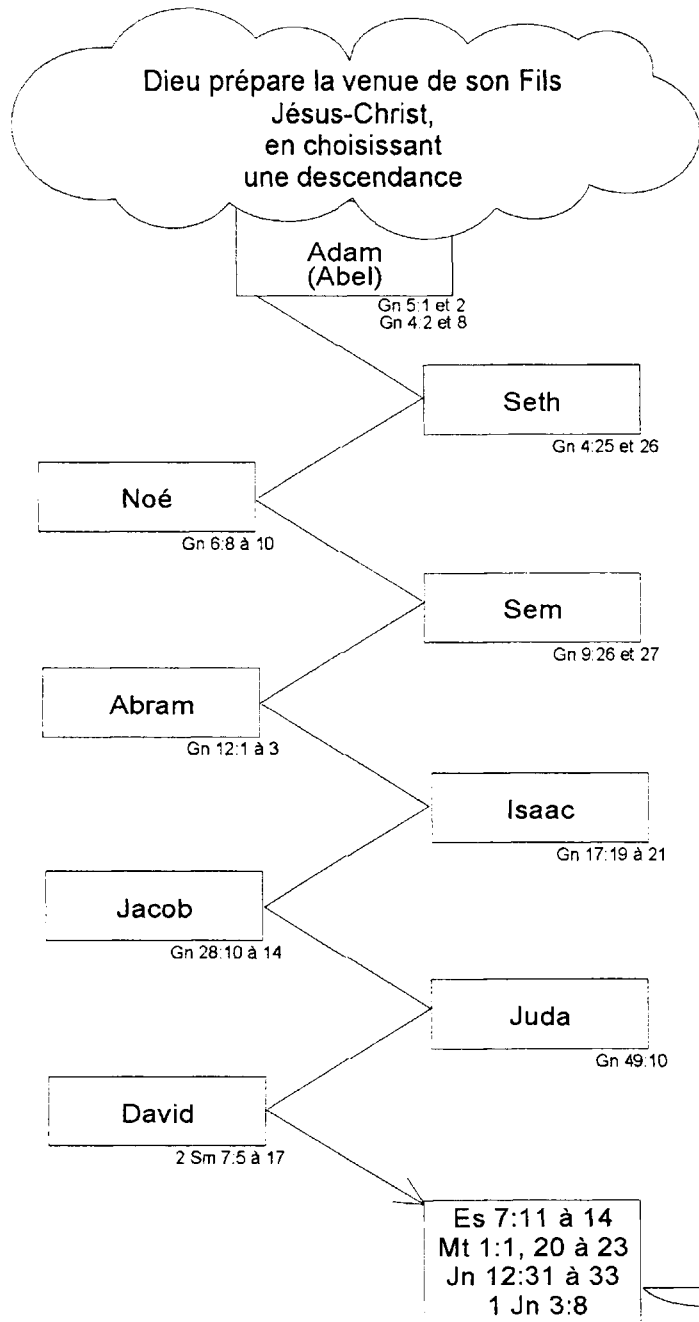 Dieu prépare la venue de son Fils
Jésus-Christ,
en choisissant
une descendance
Adam
(Abel)
Gn 5:1 et 2
Gn 4:2 et 8
Seth
Gn 4:25 et 26
Noé
Gn 6:8 à 10
Sem
Gn 9:26 et 27
Abram
Gn 12:1 à 3
Isaac
Gn 17:19 à 21
Jacob
Gn 28:10 à 14
Juda
Gn 49:10
David
2 Sm 7:5 à 17
Es 7:11 à 14
Mt 1:1, 20 à 23
Jn 12:31 à 33
1 Jn 3:8